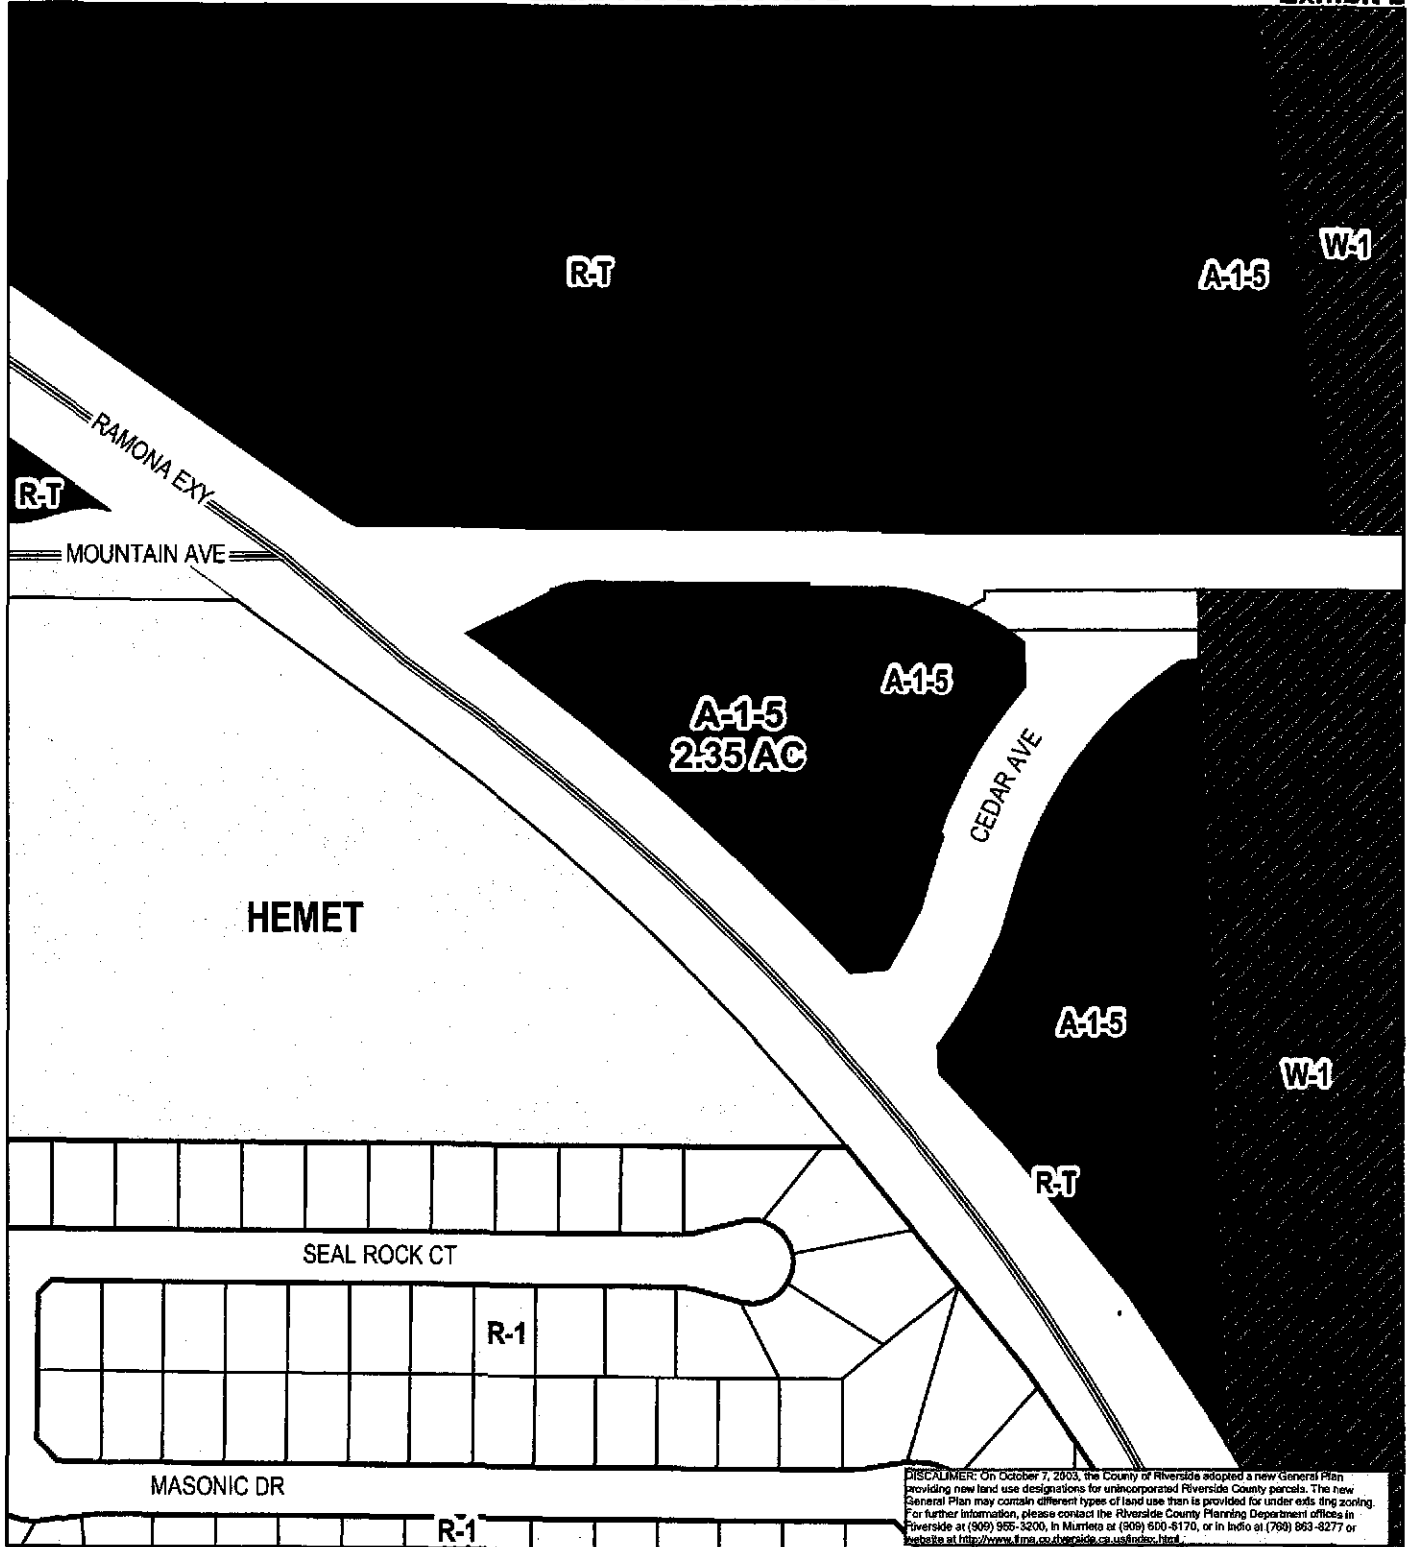 R-T
A-1-5
W-1
RAMONA EXY
R-T
MOUNTAIN AVE
A-1-5
A-1-5
2.35 AC
CEDAR AVE
HEMET
A-1-5
W-1
R-T
SEAL ROCK CT
R-1
MASONIC DR
R-1
DISCALIMER: On October 7, 2003, the County of Riverside adopted a new General Plan
providing new land use designations for unincorporated Riverside County parcels. The new
General Plan may contain different types of land use than is provided for under existing zoning.
For further information, please contact the Riverside County Planning Department offices in
Riverside at (909) 955-3200, in Murrieta at (909) 600-6170, or in Indio at (760) 863-8277 or
website at